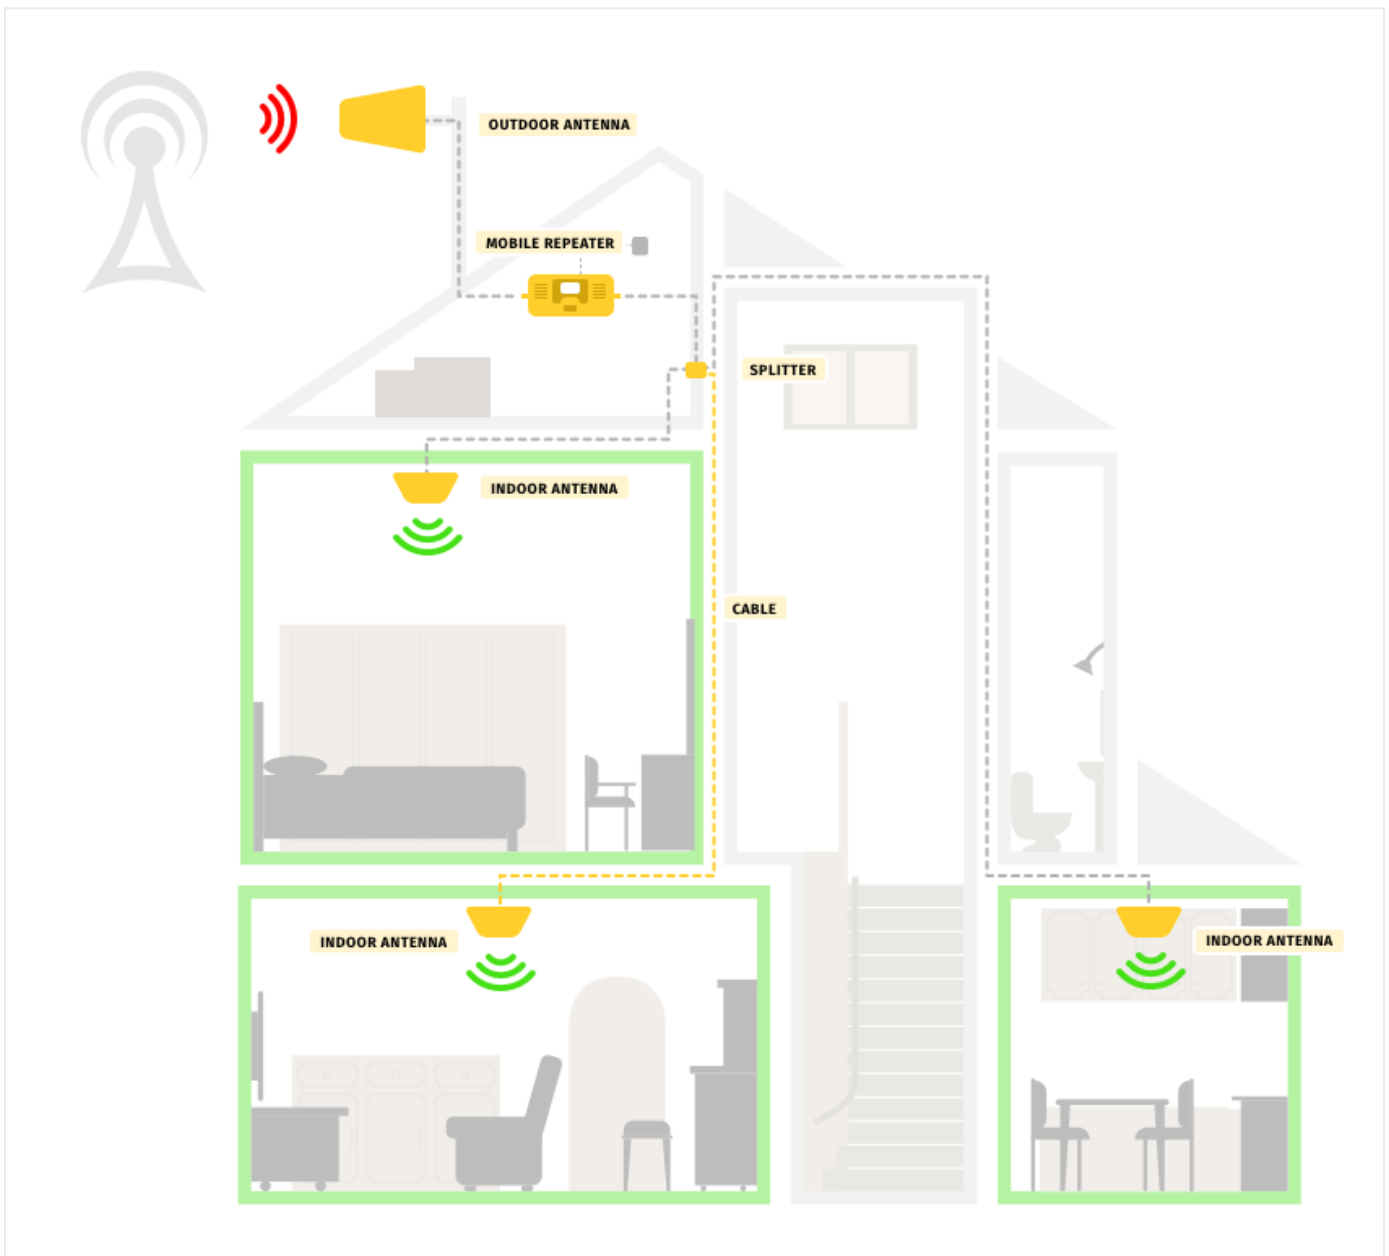 OUTDOOR ANTENNA
MOBILE REPEATER
SPLITTER
INDOOR ANTENNA
CABLE
INDOOR ANTENNA
INDOOR ANTENNA